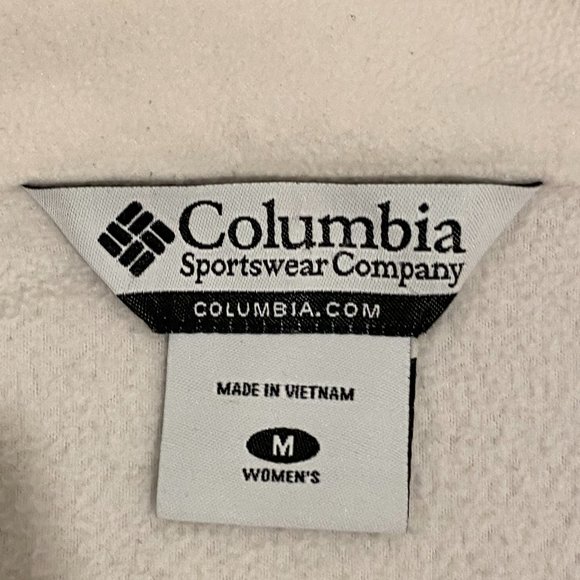 Columbia
Sportswear Company
COLUMBIA.COM
MADE IN VIETNAM
M
WOMEN'S